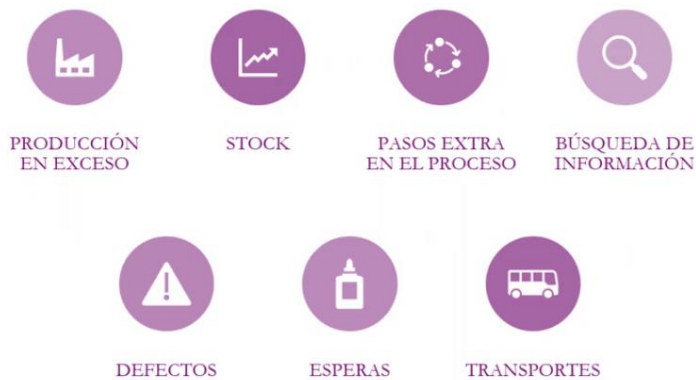 PRODUCCIÓN
EN EXCESO
STOCK
PASOS EXTRA
EN EL PROCESO
BÚSQUEDA DE
INFORMACIÓN
DEFECTOS
ESPERAS
TRANSPORTES